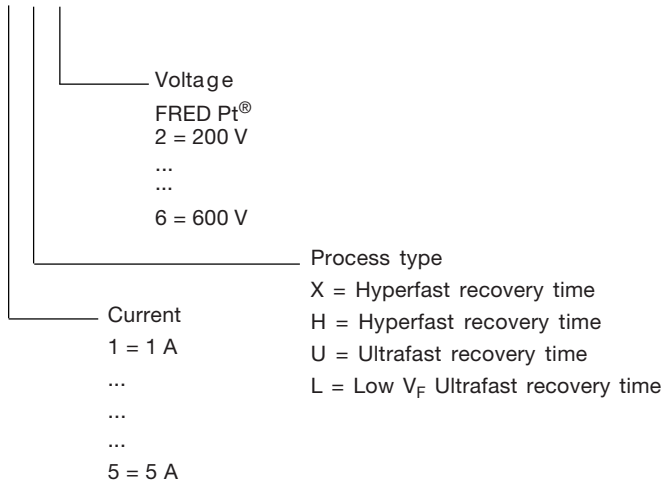 Voltage
FRED Pt®
2 = 200 V
...
...
6 = 600 V
Process type
X = Hyperfast recovery time
H = Hyperfast recovery time
U = Ultrafast recovery time
L = Low VF Ultrafast recovery time
Current
1 = 1 A
...
...
...
5 = 5 A